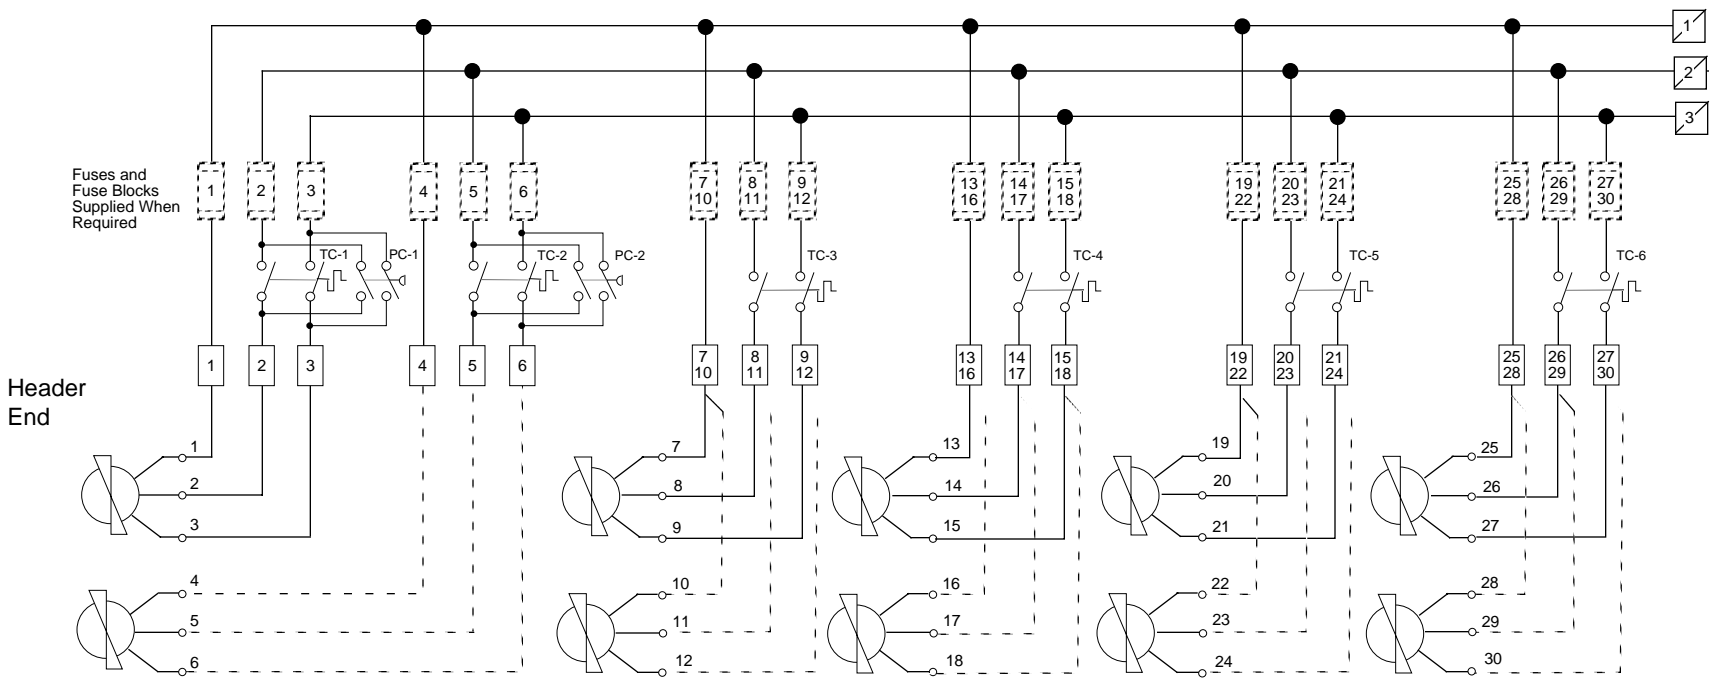 1
2
3
Fuses and
Fuse Blocks
Supplied When
Required
1 2 3 4 5 6
7 8 9 13 14 15 19 20 21 25 26 27
10 11 12 16 17 18 22 23 24 28 29 30
TC-1 PC-1 TC-2 PC-2 TC-3 TC-4 TC-5 TC-6
1 2 3 4 5 6
7 8 9 13 14 15 19 20 21 25 26 27
10 11 12 16 17 18 22 23 24 28 29 30
Header
End
1 7 13 19 25
2 8 14 20 26
3 9 15 21 27
4 10 16 22 28
5 11 17 23 29
6 12 18 24 30